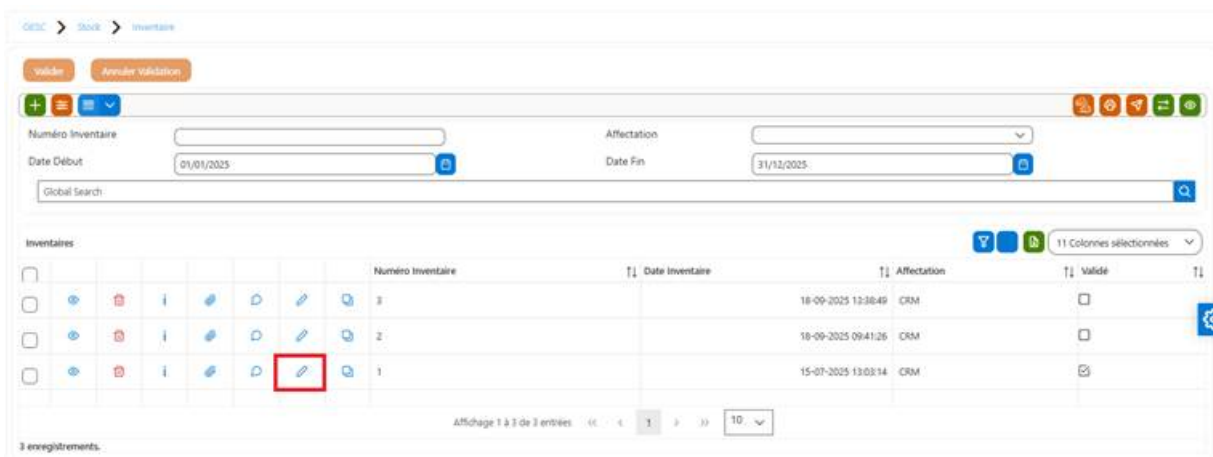 GESC > Stock > Inventaire
Valider Annuler Validation
Numéro Inventaire Affectation
Date Début 01/01/2025 Date Fin 31/12/2025
Global Search
Inventaires 11 Colonnes sélectionnées
Numéro Inventaire Date Inventaire Affectation Validé
3 18-09-2025 13:38:49 CRM
2 18-09-2025 09:41:26 CRM
1 15-07-2025 13:03:14 CRM
Affichage 1 à 3 de 3 entrées << < 1 > >> 10
3 enregistrements.